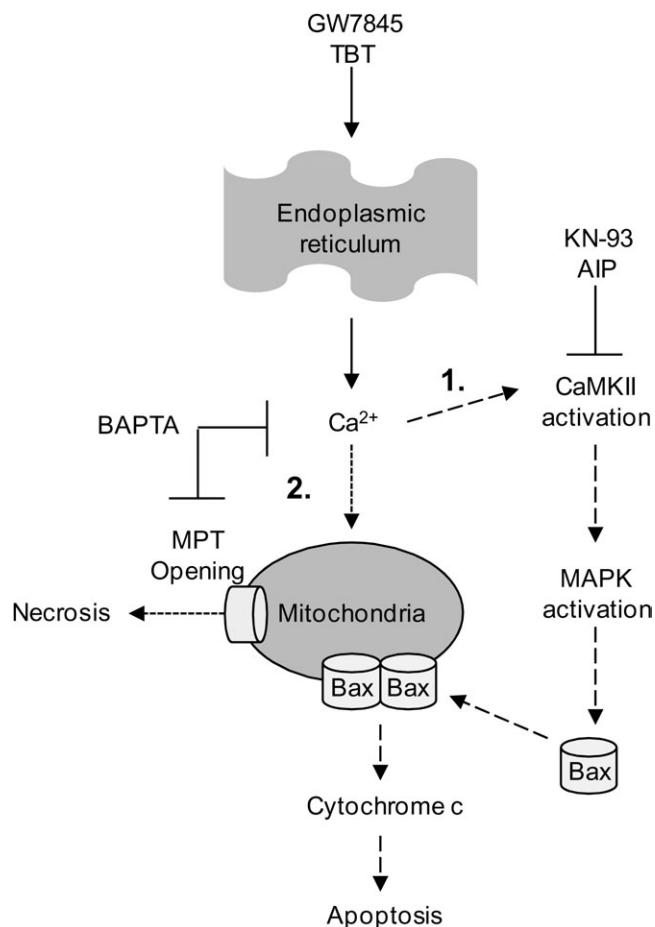 GW7845
TBT
Endoplasmic
reticulum
KN-93
AIP
1.
CaMKII
activation
BAPTA
Ca²⁺
2.
MPT
Opening
MAPK
activation
Necrosis
Mitochondria
Bax
Bax
Bax
Cytochrome c
Apoptosis